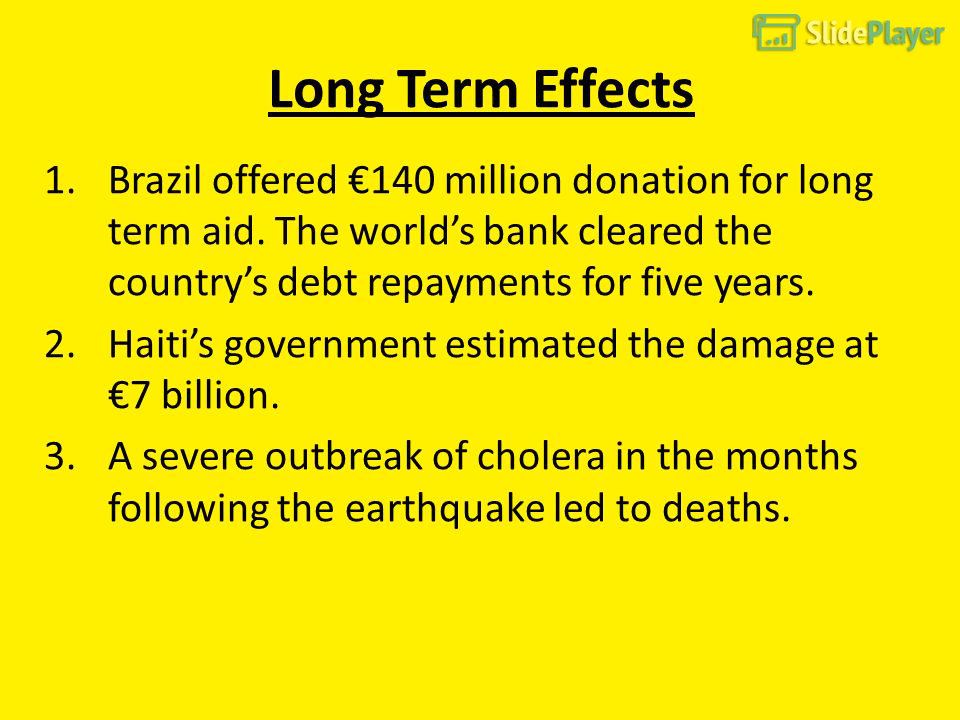 SlidePlayer
Long Term Effects
1. Brazil offered €140 million donation for long
term aid. The world’s bank cleared the
country’s debt repayments for five years.
2. Haiti’s government estimated the damage at
€7 billion.
3. A severe outbreak of cholera in the months
following the earthquake led to deaths.